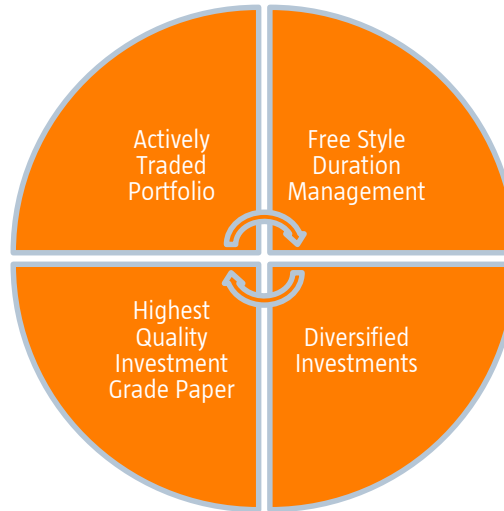 Actively
Traded
Portfolio
Free Style
Duration
Management
Highest
Quality
Investment
Grade Paper
Diversified
Investments